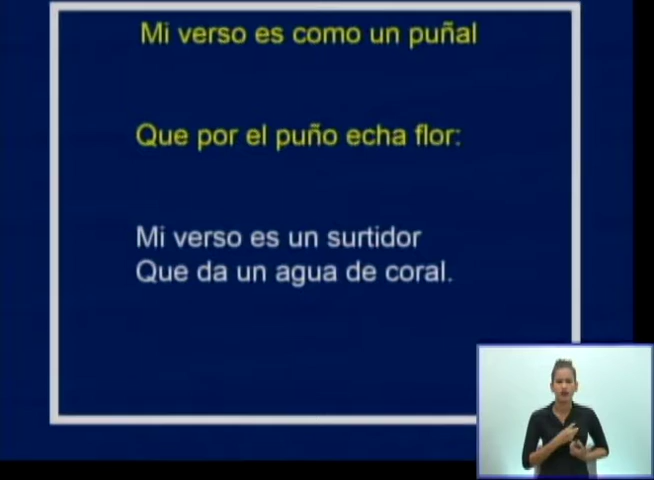 Mi verso es como un puñal
Que por el puño echa flor:
Mi verso es un surtidor
Que da un agua de coral.